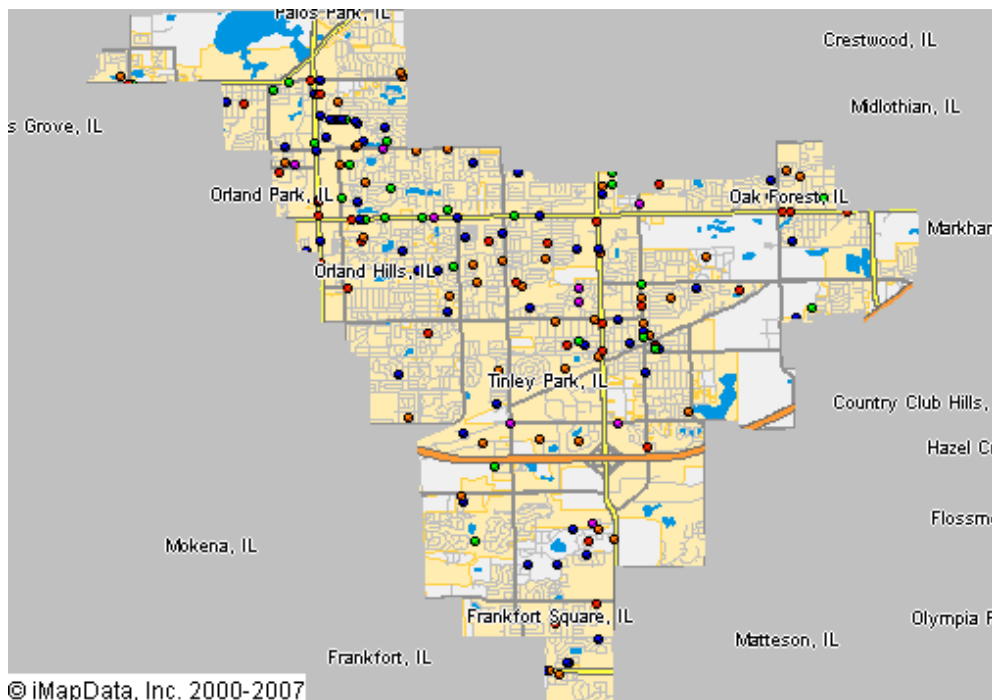 Palos Park, IL
Crestwood, IL
Midlothian, IL
s Grove, IL
Orland Park, IL
Oak Forest, IL
Markhar
Orland Hills, IL
Tinley Park, IL
Country Club Hills,
Hazel C
Flossm
Mokena, IL
Frankfort Square, IL
Olympia F
Matteson, IL
Frankfort, IL
© iMapData, Inc. 2000-2007